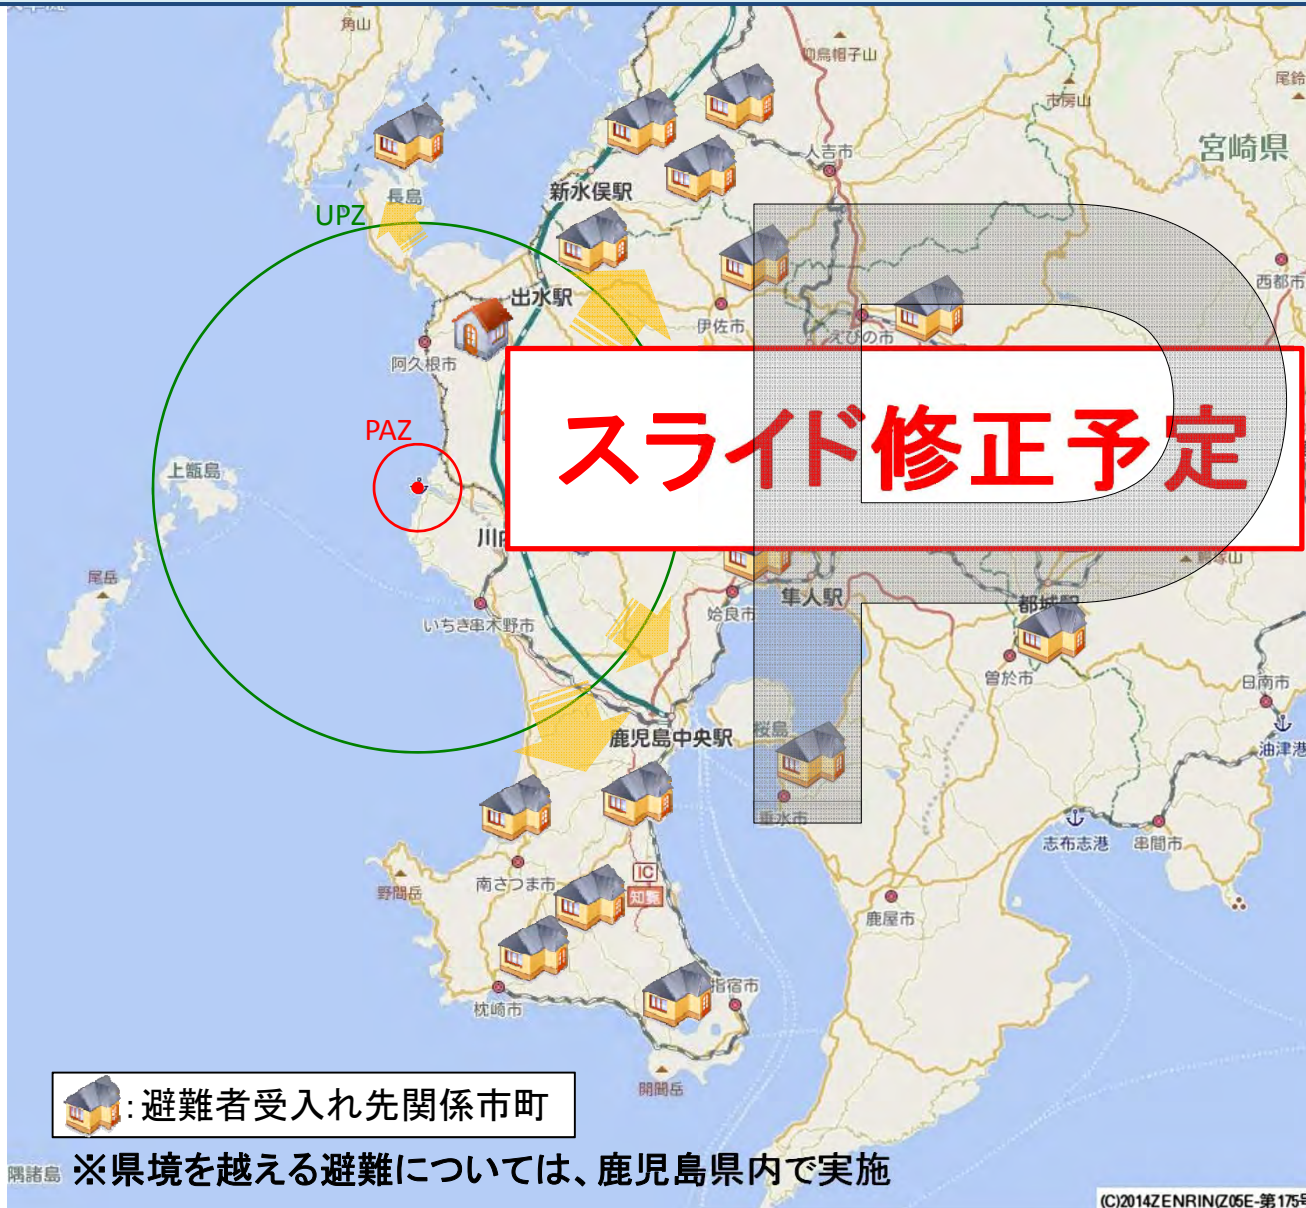 角山
仰烏帽子山
尾鈴
市房山
宮崎県
人吉市
長島
新水俣駅
UPZ
西都市
出水駅
伊佐市
えびの市
阿久根市
PAZ
スライド修正予定
上甑島
川内
尾岳
隼人駅
都城駅
姶良市
いちき串木野市
曽於市
日南市
桜島
鹿児島中央駅
油津港
垂水市
志布志港
串間市
IC
知覧
南さつま市
野間岳
鹿屋市
指宿市
枕崎市
開聞岳
:避難者受入れ先関係市町
※県境を越える避難については、鹿児島県内で実施
隅諸島
(C)2014ZENRIN(Z05E-第175号